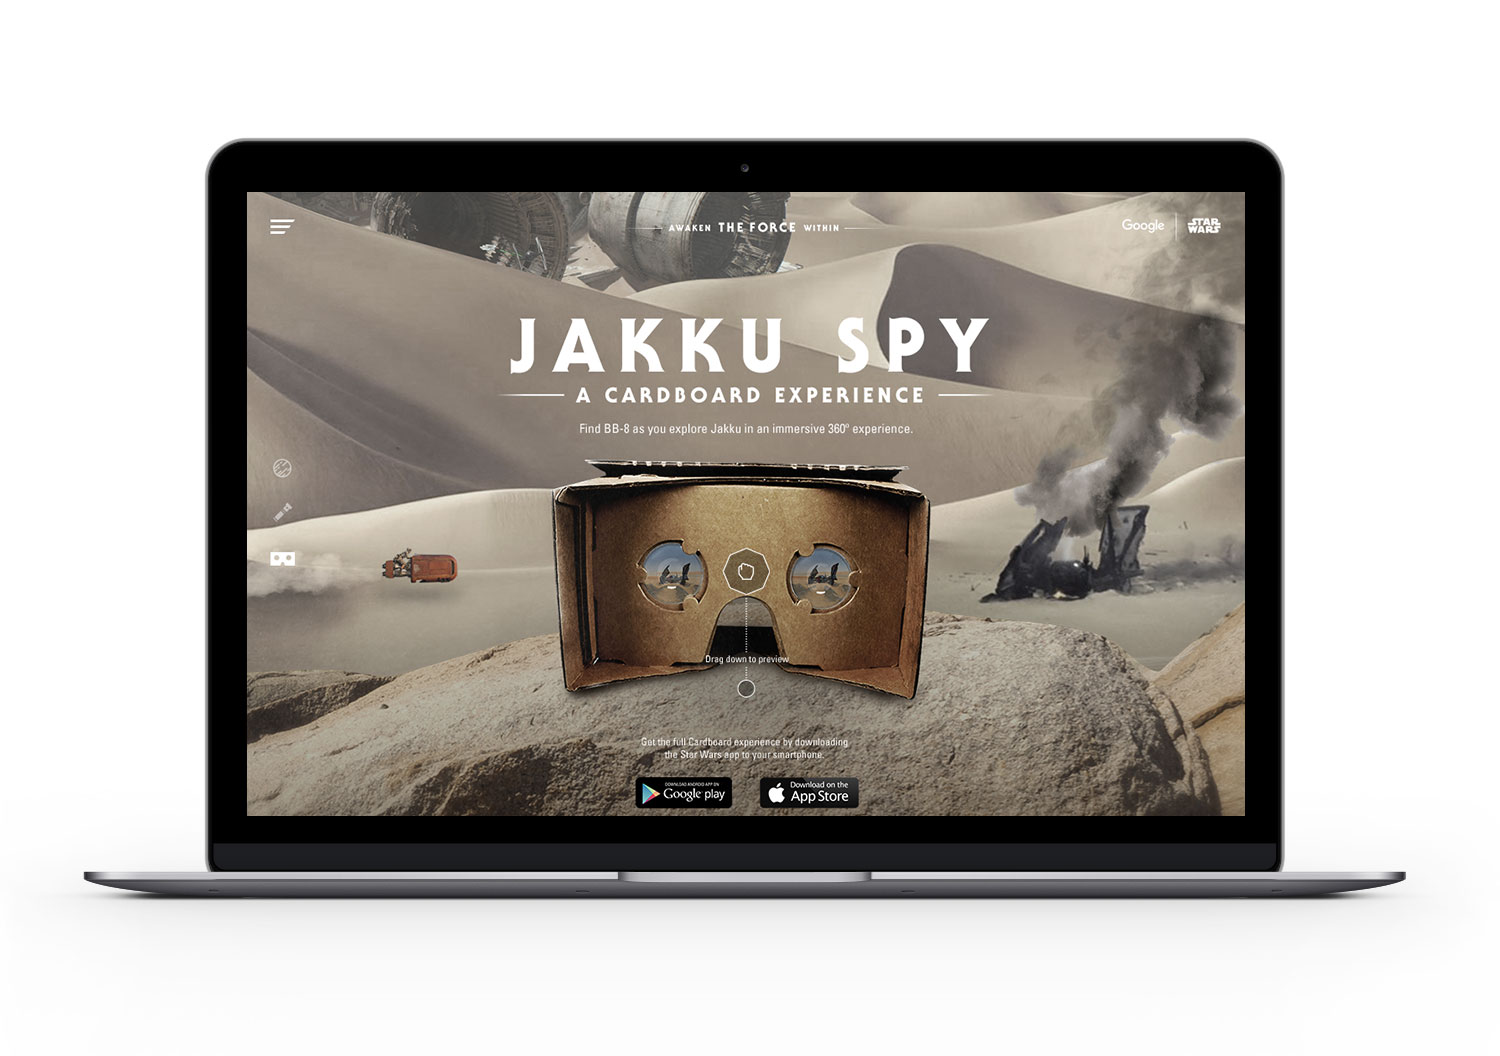 AWAKEN THE FORCE WITHIN
Google
STAR
WARS
JAKKU SPY
A CARDBOARD EXPERIENCE
Find BB-8 as you explore Jakku in an immersive 360º experience.
Drag down to preview
Get the full Cardboard experience by downloading
the Star Wars app to your smartphone.
DOWNLOAD ANDROID APP ON
Google play
Download on the
App Store